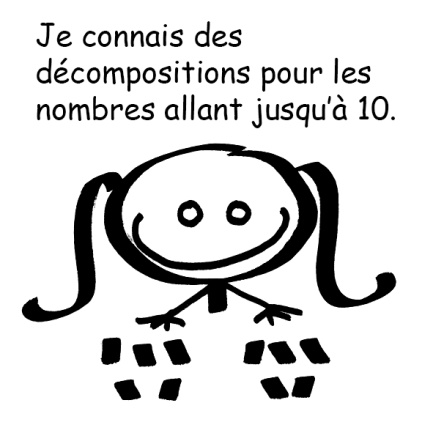 Je connais des
décompositions pour les
nombres allant jusqu'à 10.